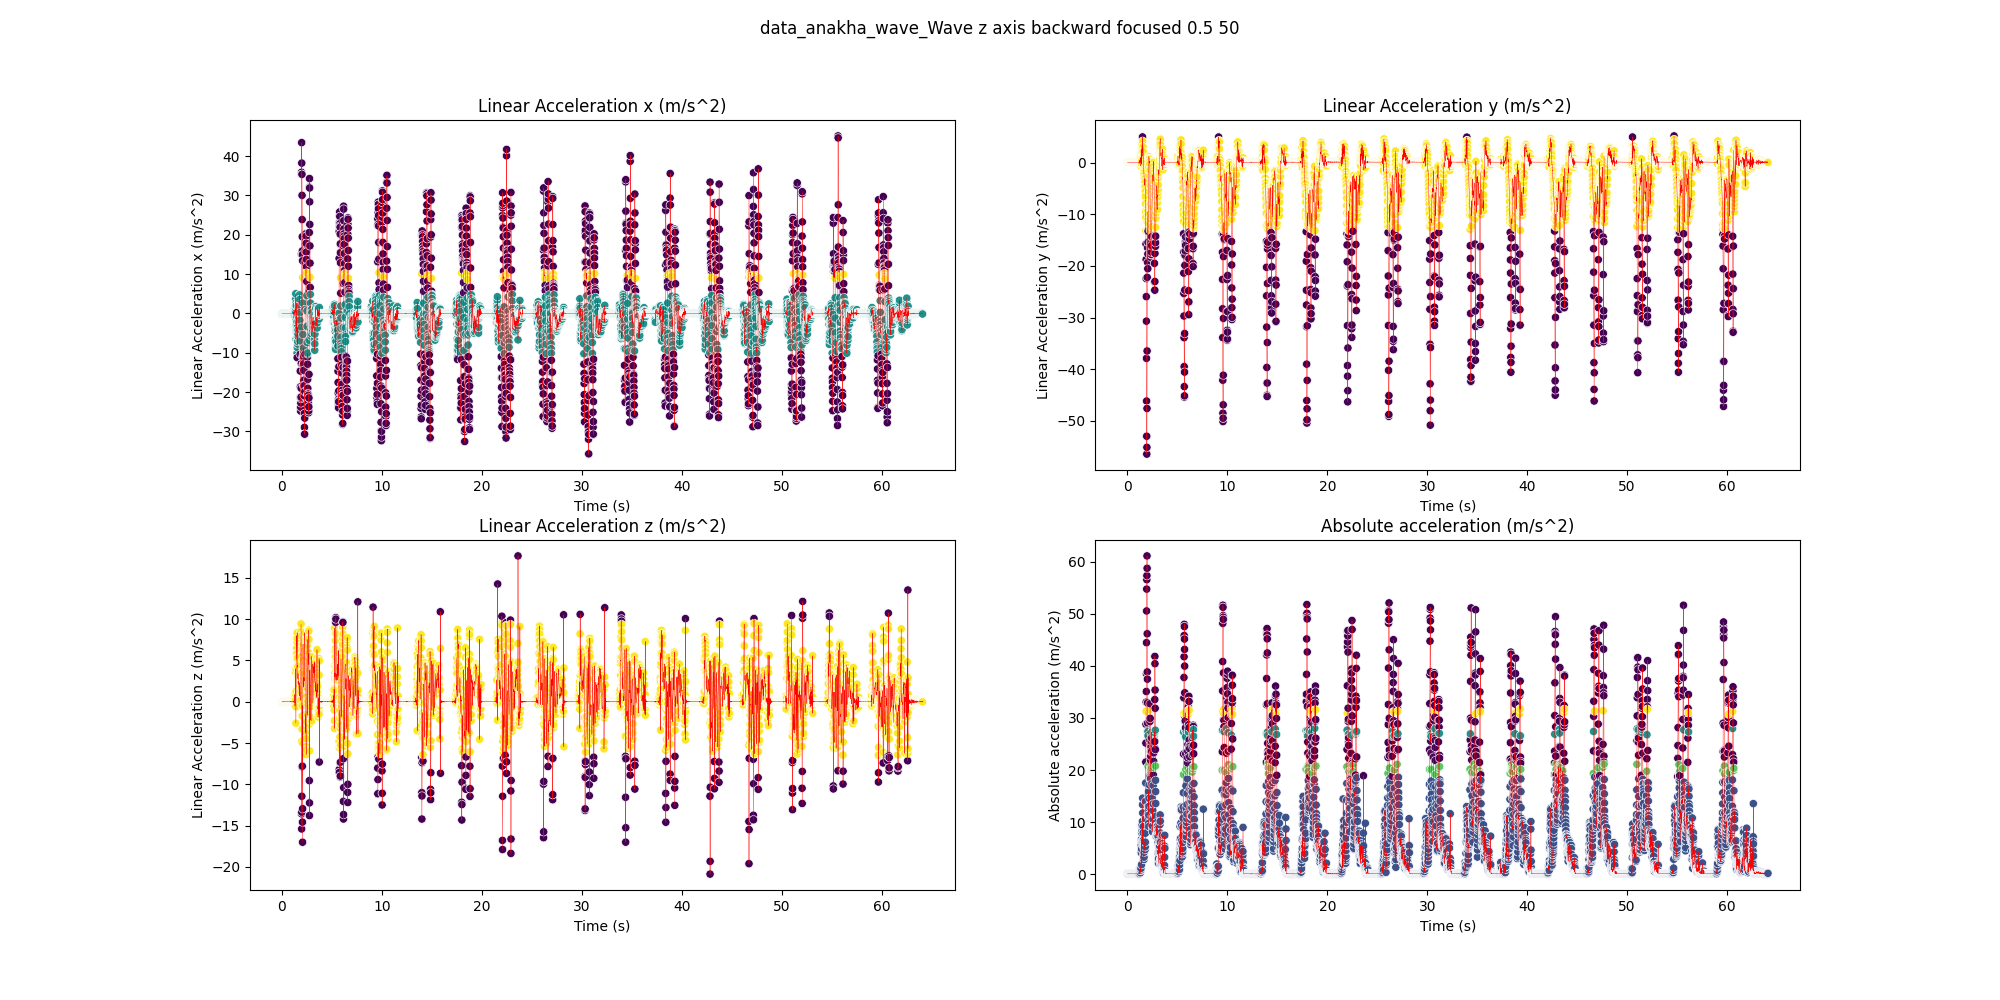 data_anakha_wave_Wave z axis backward focused 0.5 50
Linear Acceleration x (m/s^2)
Linear Acceleration x (m/s^2)
40
30
20
10
0
−10
−20
−30
0 10 20 30 40 50 60
Time (s)
Linear Acceleration y (m/s^2)
Linear Acceleration y (m/s^2)
0
−10
−20
−30
−40
−50
0 10 20 30 40 50 60
Time (s)
Linear Acceleration z (m/s^2)
Linear Acceleration z (m/s^2)
15
10
5
0
−5
−10
−15
−20
0 10 20 30 40 50 60
Time (s)
Absolute acceleration (m/s^2)
Absolute acceleration (m/s^2)
60
50
40
30
20
10
0
0 10 20 30 40 50 60
Time (s)